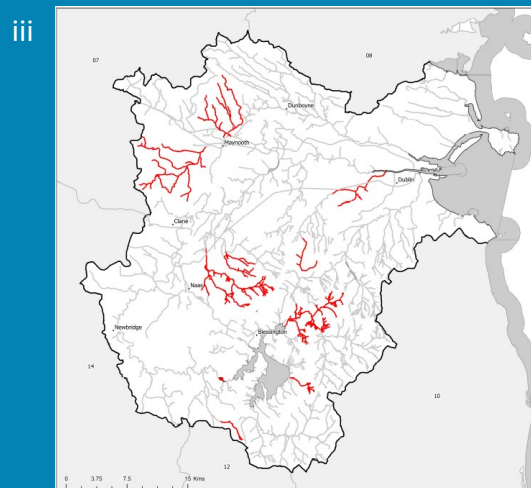 iii
07
08
Dunboyne
Maynooth
Dublin
Clane
Naas
Newbridge
Blessington
14
10
12
0 3.75 7.5 15 Kms